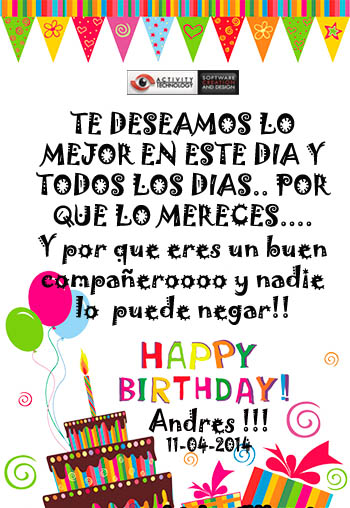 ACTIVITY
TECHNOLOGY
SOFTWARE
CREATION
AND DESIGN
TE DESEAMOS LO
MEJOR EN ESTE DIA Y
TODOS LOS DIAS.. POR
QUE LO MERECES....
Y por que eres un buen
compañeroooo y nadie
lo puede negar!!
HAPPY
BIRTHDAY!
Andres !!!
11-04-2014